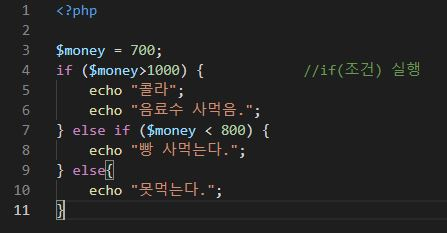 1 <?php
2
3 $money = 700;
4 if ($money>1000) { //if(조건) 실행
5 echo "콜라";
6 echo "음료수 사먹음.";
7 } else if ($money < 800) {
8 echo "빵 사먹는다.";
9 } else{
10 echo "못먹는다.";
11 }